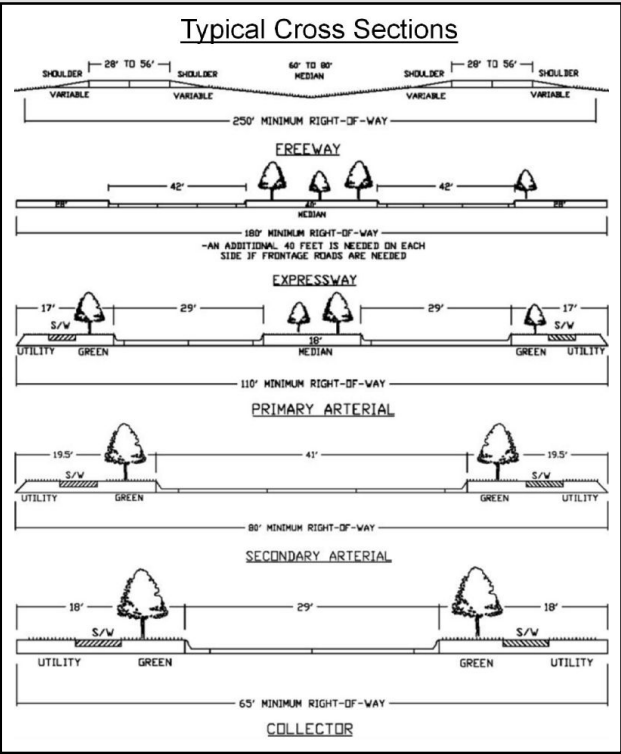 Typical Cross Sections
28' TO 56'
60' TO 80'
28' TO 56'
SHOULDER
SHOULDER
MEDIAN
SHOULDER
SHOULDER
VARIABLE
VARIABLE
VARIABLE
VARIABLE
250' MINIMUM RIGHT-OF-WAY
FREEWAY
42'
42'
28'
40'
28'
MEDIAN
180' MINIMUM RIGHT-OF-WAY
-AN ADDITIONAL 40 FEET IS NEEDED ON EACH
SIDE IF FRONTAGE ROADS ARE NEEDED
EXPRESSWAY
17'
29'
29'
17'
S/W
S/W
18'
UTILITY
GREEN
MEDIAN
GREEN
UTILITY
110' MINIMUM RIGHT-OF-WAY
PRIMARY ARTERIAL
19.5'
41'
19.5'
S/W
S/W
UTILITY
GREEN
GREEN
UTILITY
80' MINIMUM RIGHT-OF-WAY
SECONDARY ARTERIAL
18'
29'
18'
S/W
S/W
UTILITY
GREEN
GREEN
UTILITY
65' MINIMUM RIGHT-OF-WAY
COLLECTOR